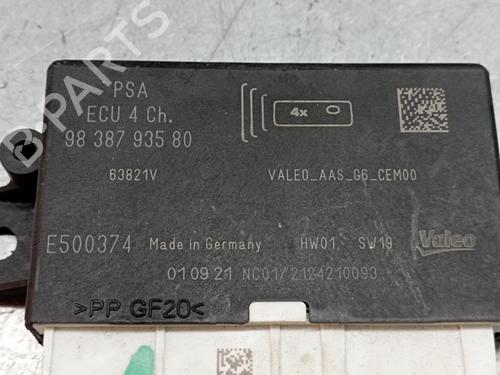 PSA
ECU 4 Ch.
98 387 935 80
4x
63821V
VALEO_AAS_G6_CEM00
E500374
Made in Germany
HW01
SW19
Valeo
010921
NC01/2124210093
>PP GF20<
B-PARTS